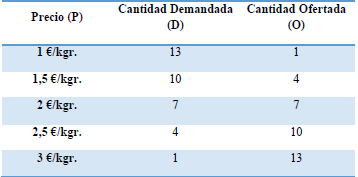 Precio (P) Cantidad Demandada (D) Cantidad Ofertada (O)
1 €/kgr. 13 1
1,5 €/kgr. 10 4
2 €/kgr. 7 7
2,5 €/kgr. 4 10
3 €/kgr. 1 13